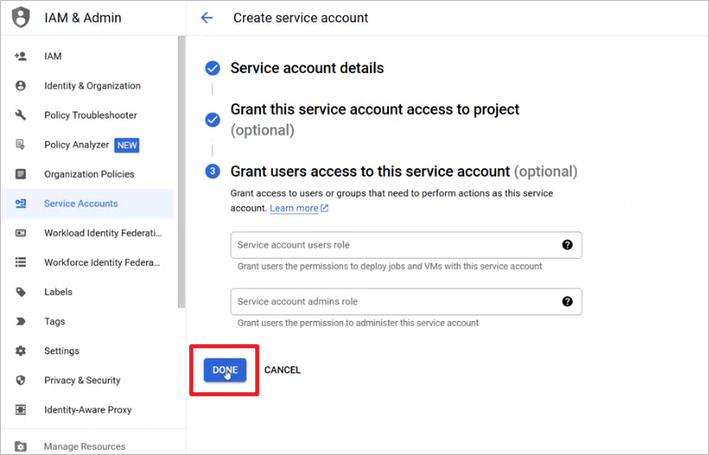 IAM & Admin
Create service account
IAM
Identity & Organization
Policy Troubleshooter
Policy Analyzer NEW
Organization Policies
Service Accounts
Workload Identity Federati...
Workforce Identity Federa...
Labels
Tags
Settings
Privacy & Security
Identity-Aware Proxy
Manage Resources
Service account details
Grant this service account access to project
(optional)
3 Grant users access to this service account (optional)
Grant access to users or groups that need to perform actions as this service
account. Learn more
Service account users role ?
Grant users the permissions to deploy jobs and VMs with this service account
Service account admins role ?
Grant users the permission to administer this service account
DONE CANCEL